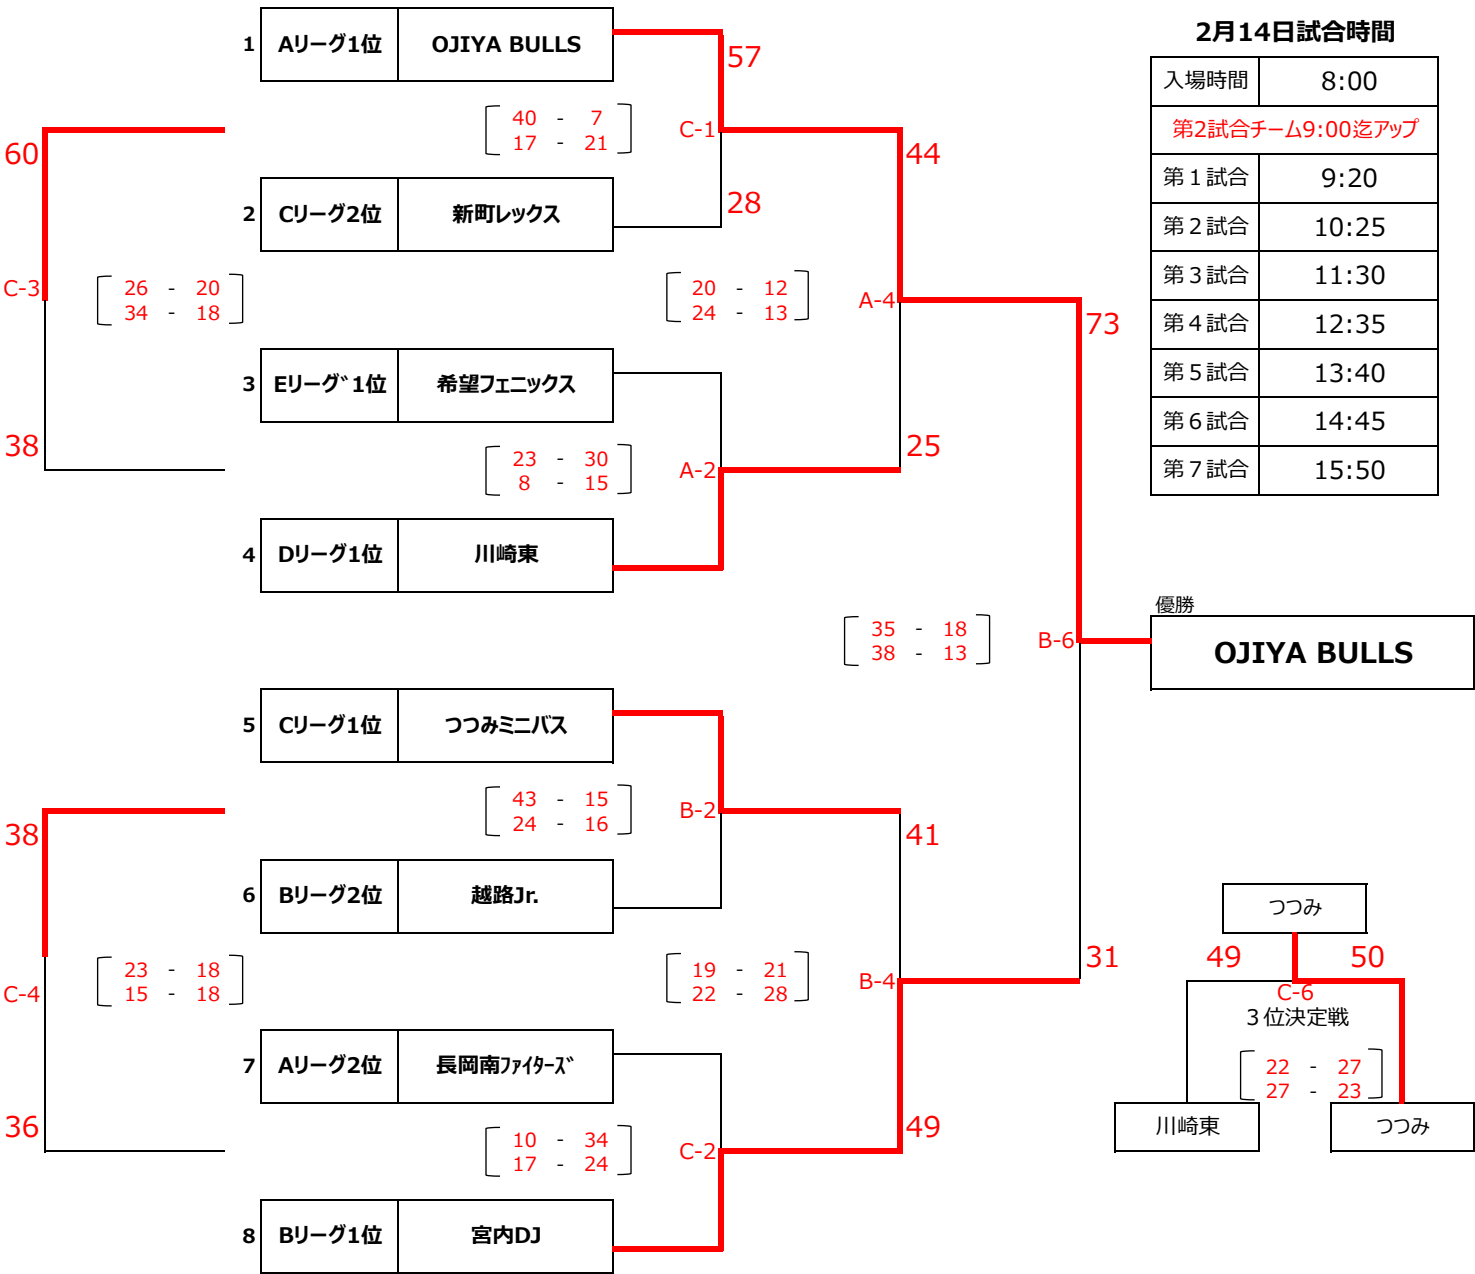 2月14日試合時間
入場時間 8:00
第2試合チーム9:00迄アップ
第1試合 9:20
第2試合 10:25
第3試合 11:30
第4試合 12:35
第5試合 13:40
第6試合 14:45
第7試合 15:50
1 Aリーグ1位 OJIYA BULLS
57
40 - 7
17 - 21
C-1
60
44
2 Cリーグ2位 新町レックス
28
C-3
26 - 20
34 - 18
20 - 12
24 - 13
A-4
73
3 Eリーグ1位 希望フェニックス
38
25
23 - 30
8 - 15
A-2
4 Dリーグ1位 川崎東
35 - 18
38 - 13
B-6
優勝
OJIYA BULLS
5 Cリーグ1位 つつみミニバス
43 - 15
24 - 16
B-2
38
41
6 Bリーグ2位 越路Jr.
C-4
23 - 18
15 - 18
19 - 21
22 - 28
B-4
31
7 Aリーグ2位 長岡南ﾌｧｲﾀｰｽﾞ
36
49
10 - 34
17 - 24
C-2
8 Bリーグ1位 宮内DJ
つつみ
49 50
C-6
3位決定戦
22 - 27
27 - 23
川崎東 つつみ